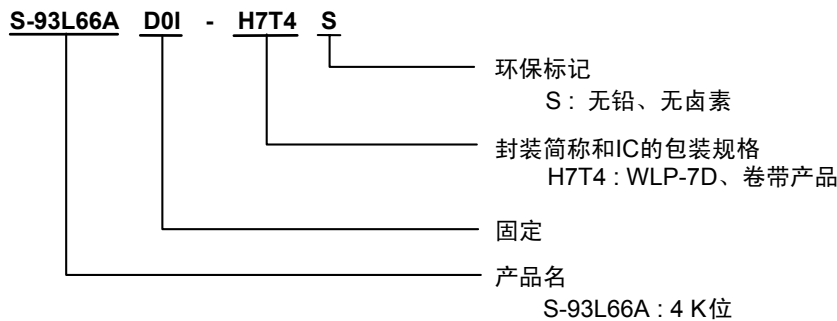 S-93L66A D0I - H7T4 S
环保标记
S : 无铅、无卤素
封装简称和IC的包装规格
H7T4 : WLP-7D、卷带产品
固定
产品名
S-93L66A : 4 K位